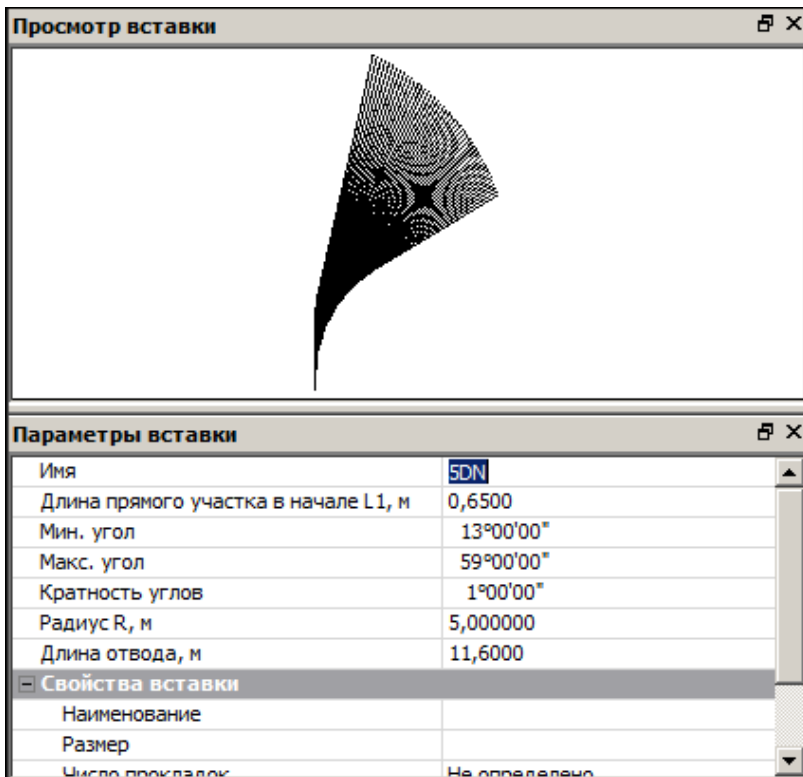 Просмотр вставки
Параметры вставки
Имя 5DN
Длина прямого участка в начале L1, м 0,6500
Мин. угол 13°00'00"
Макс. угол 59°00'00"
Кратность углов 1°00'00"
Радиус R, м 5,000000
Длина отвода, м 11,6000
Свойства вставки
Наименование
Размер
Число прокладок Не определено